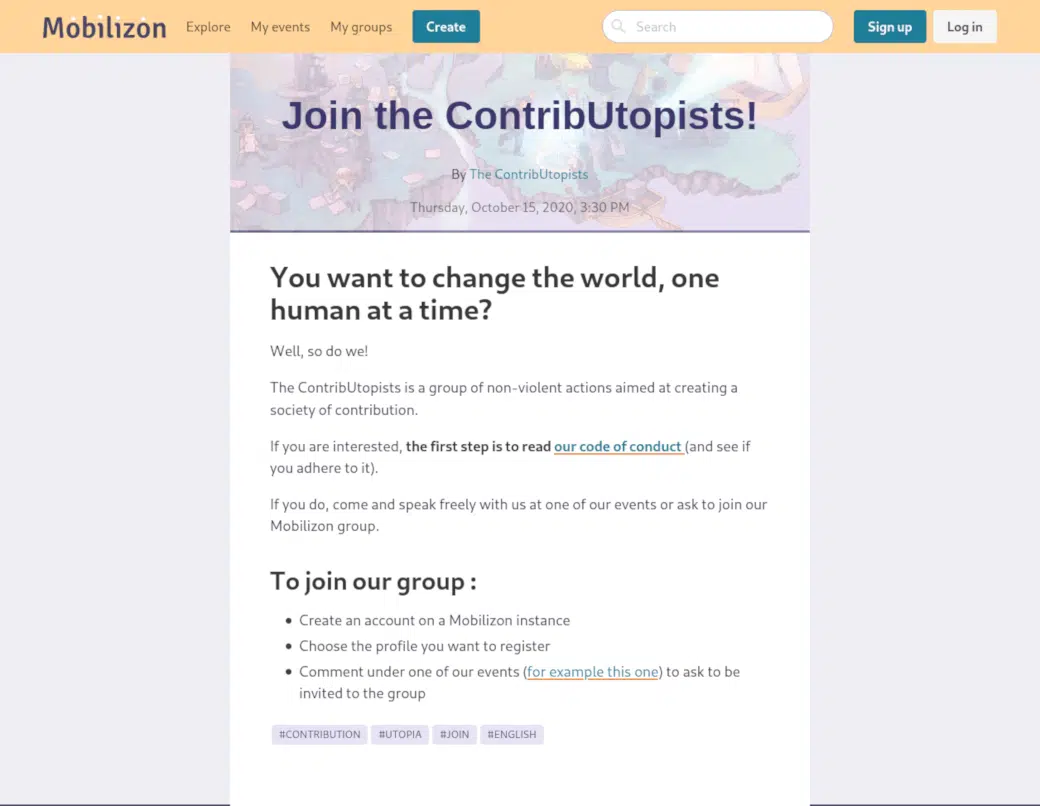 Mobilizon Explore My events My groups Create Search Sign up Log in
Join the ContribUtopists!
By The ContribUtopists
Thursday, October 15, 2020, 3:30 PM
You want to change the world, one
human at a time?
Well, so do we!
The ContribUtopists is a group of non-violent actions aimed at creating a
society of contribution.
If you are interested, the first step is to read our code of conduct (and see if
you adhere to it).
If you do, come and speak freely with us at one of our events or ask to join our
Mobilizon group.
To join our group :
• Create an account on a Mobilizon instance
• Choose the profile you want to register
• Comment under one of our events (for example this one) to ask to be
invited to the group
#CONTRIBUTION #UTOPIA #JOIN #ENGLISH